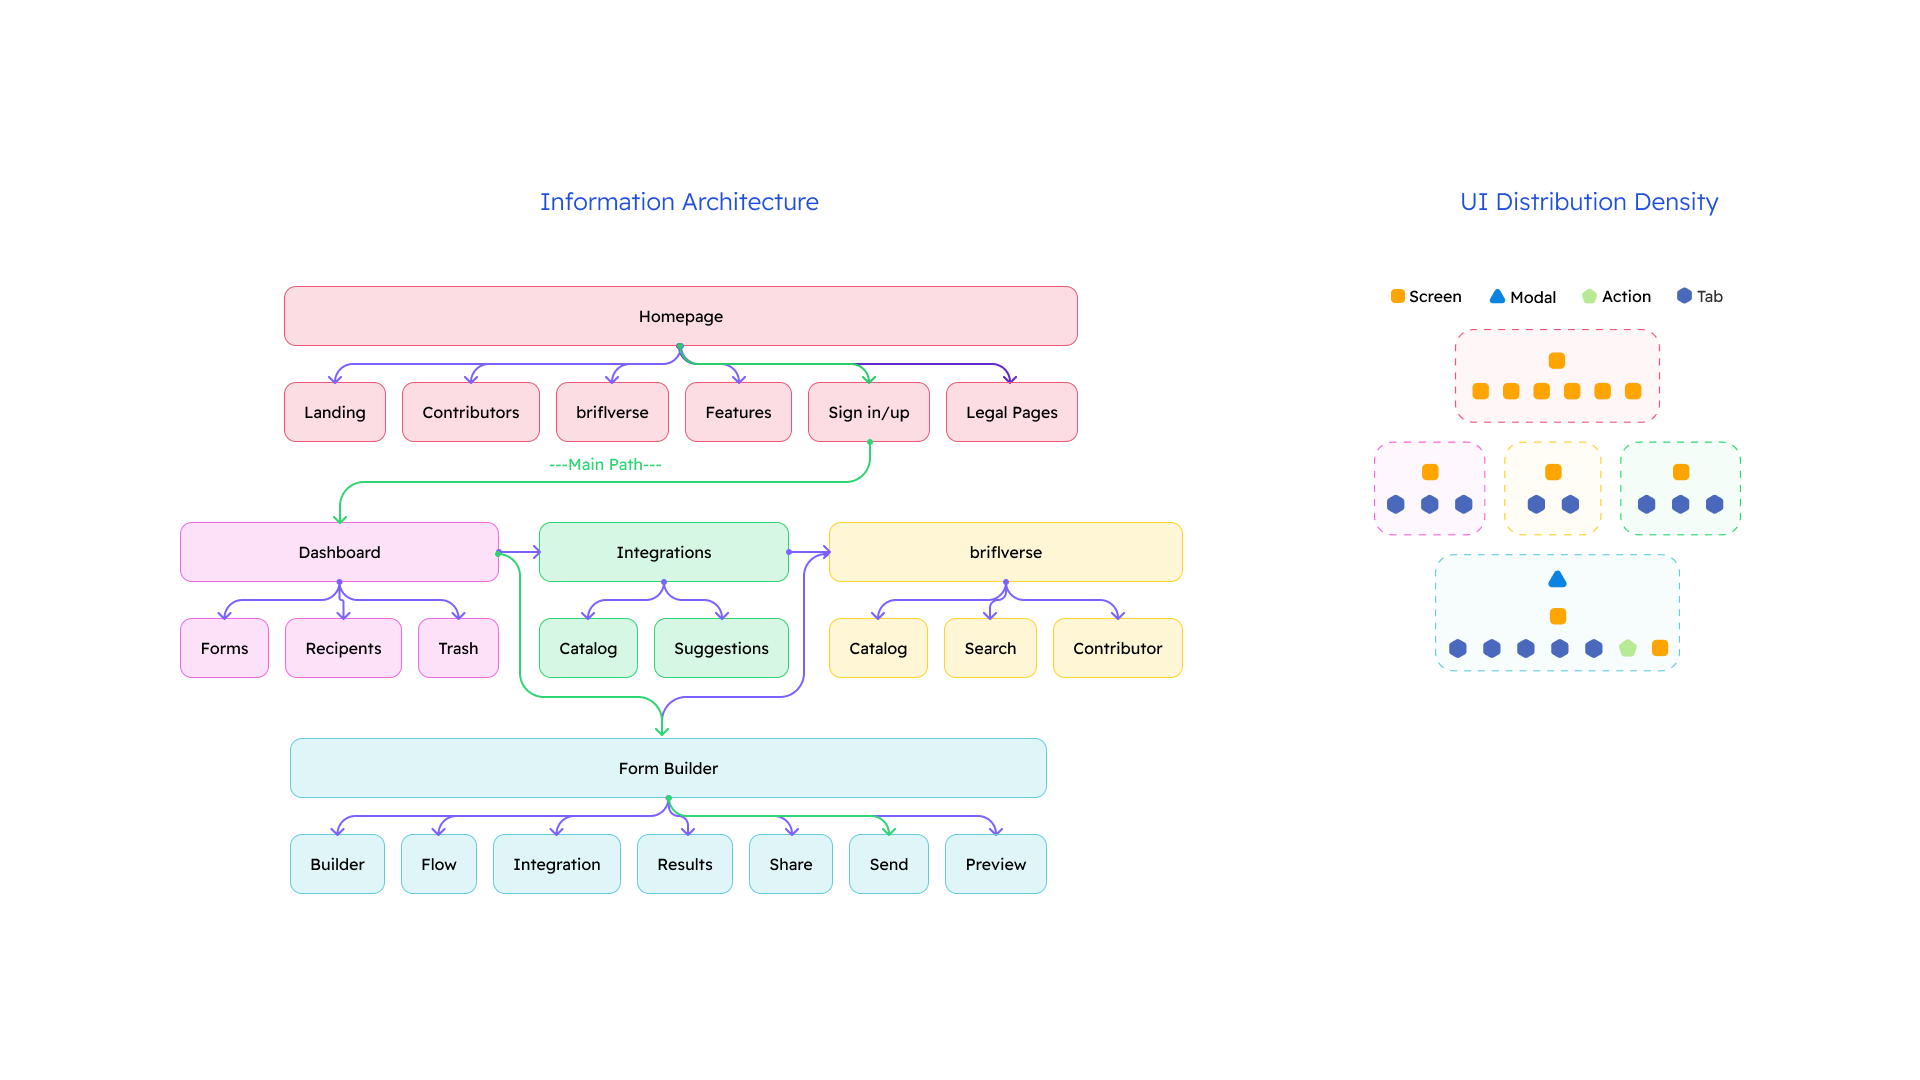 Information Architecture
UI Distribution Density
Homepage
Screen
Modal
Action
Tab
Landing
Contributors
briflverse
Features
Sign in/up
Legal Pages
---Main Path---
Dashboard
Integrations
briflverse
Forms
Recipents
Trash
Catalog
Suggestions
Catalog
Search
Contributor
Form Builder
Builder
Flow
Integration
Results
Share
Send
Preview